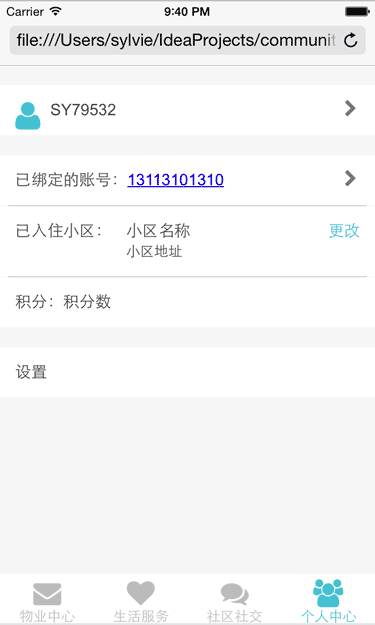 Carrier 9:40 PM
file:///Users/sylvie/IdeaProjects/communit
SY79532
已绑定的账号：13113101310
已入住小区： 小区名称 更改
小区地址
积分：积分数
设置
物业中心 生活服务 社区社交 个人中心